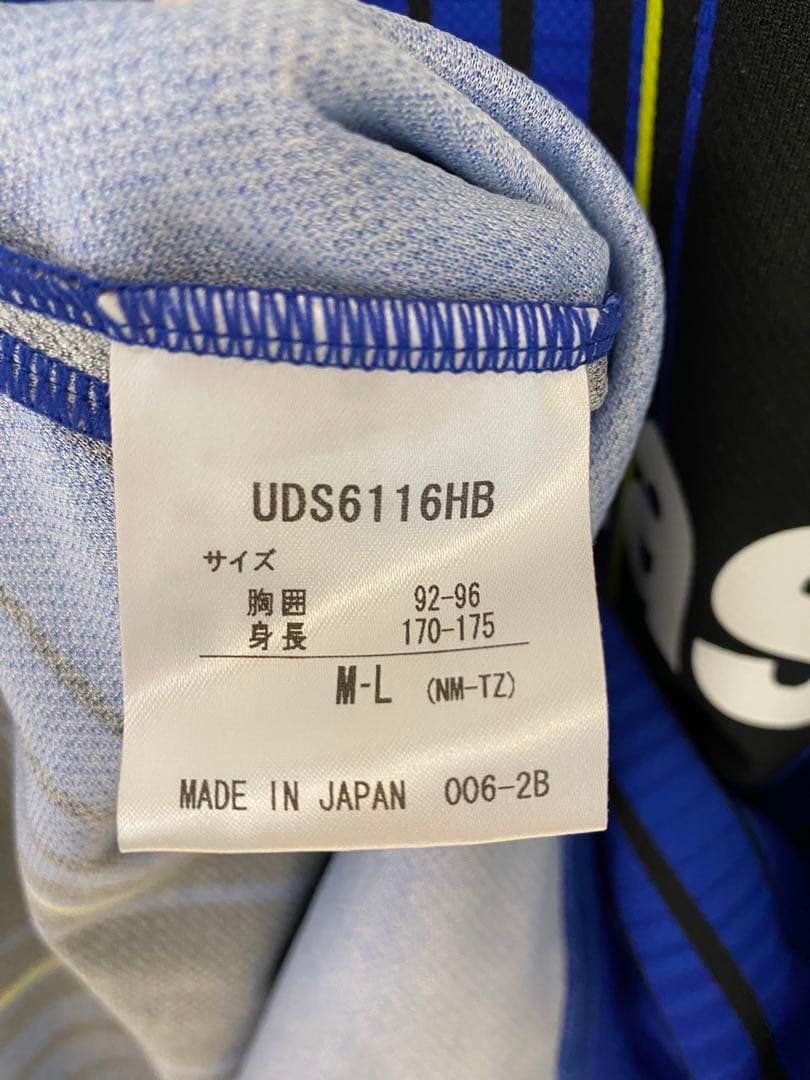 UDS6116HB
サイズ
胸囲 92-96
身長 170-175
M-L (NM-TZ)
MADE IN JAPAN 006-2B